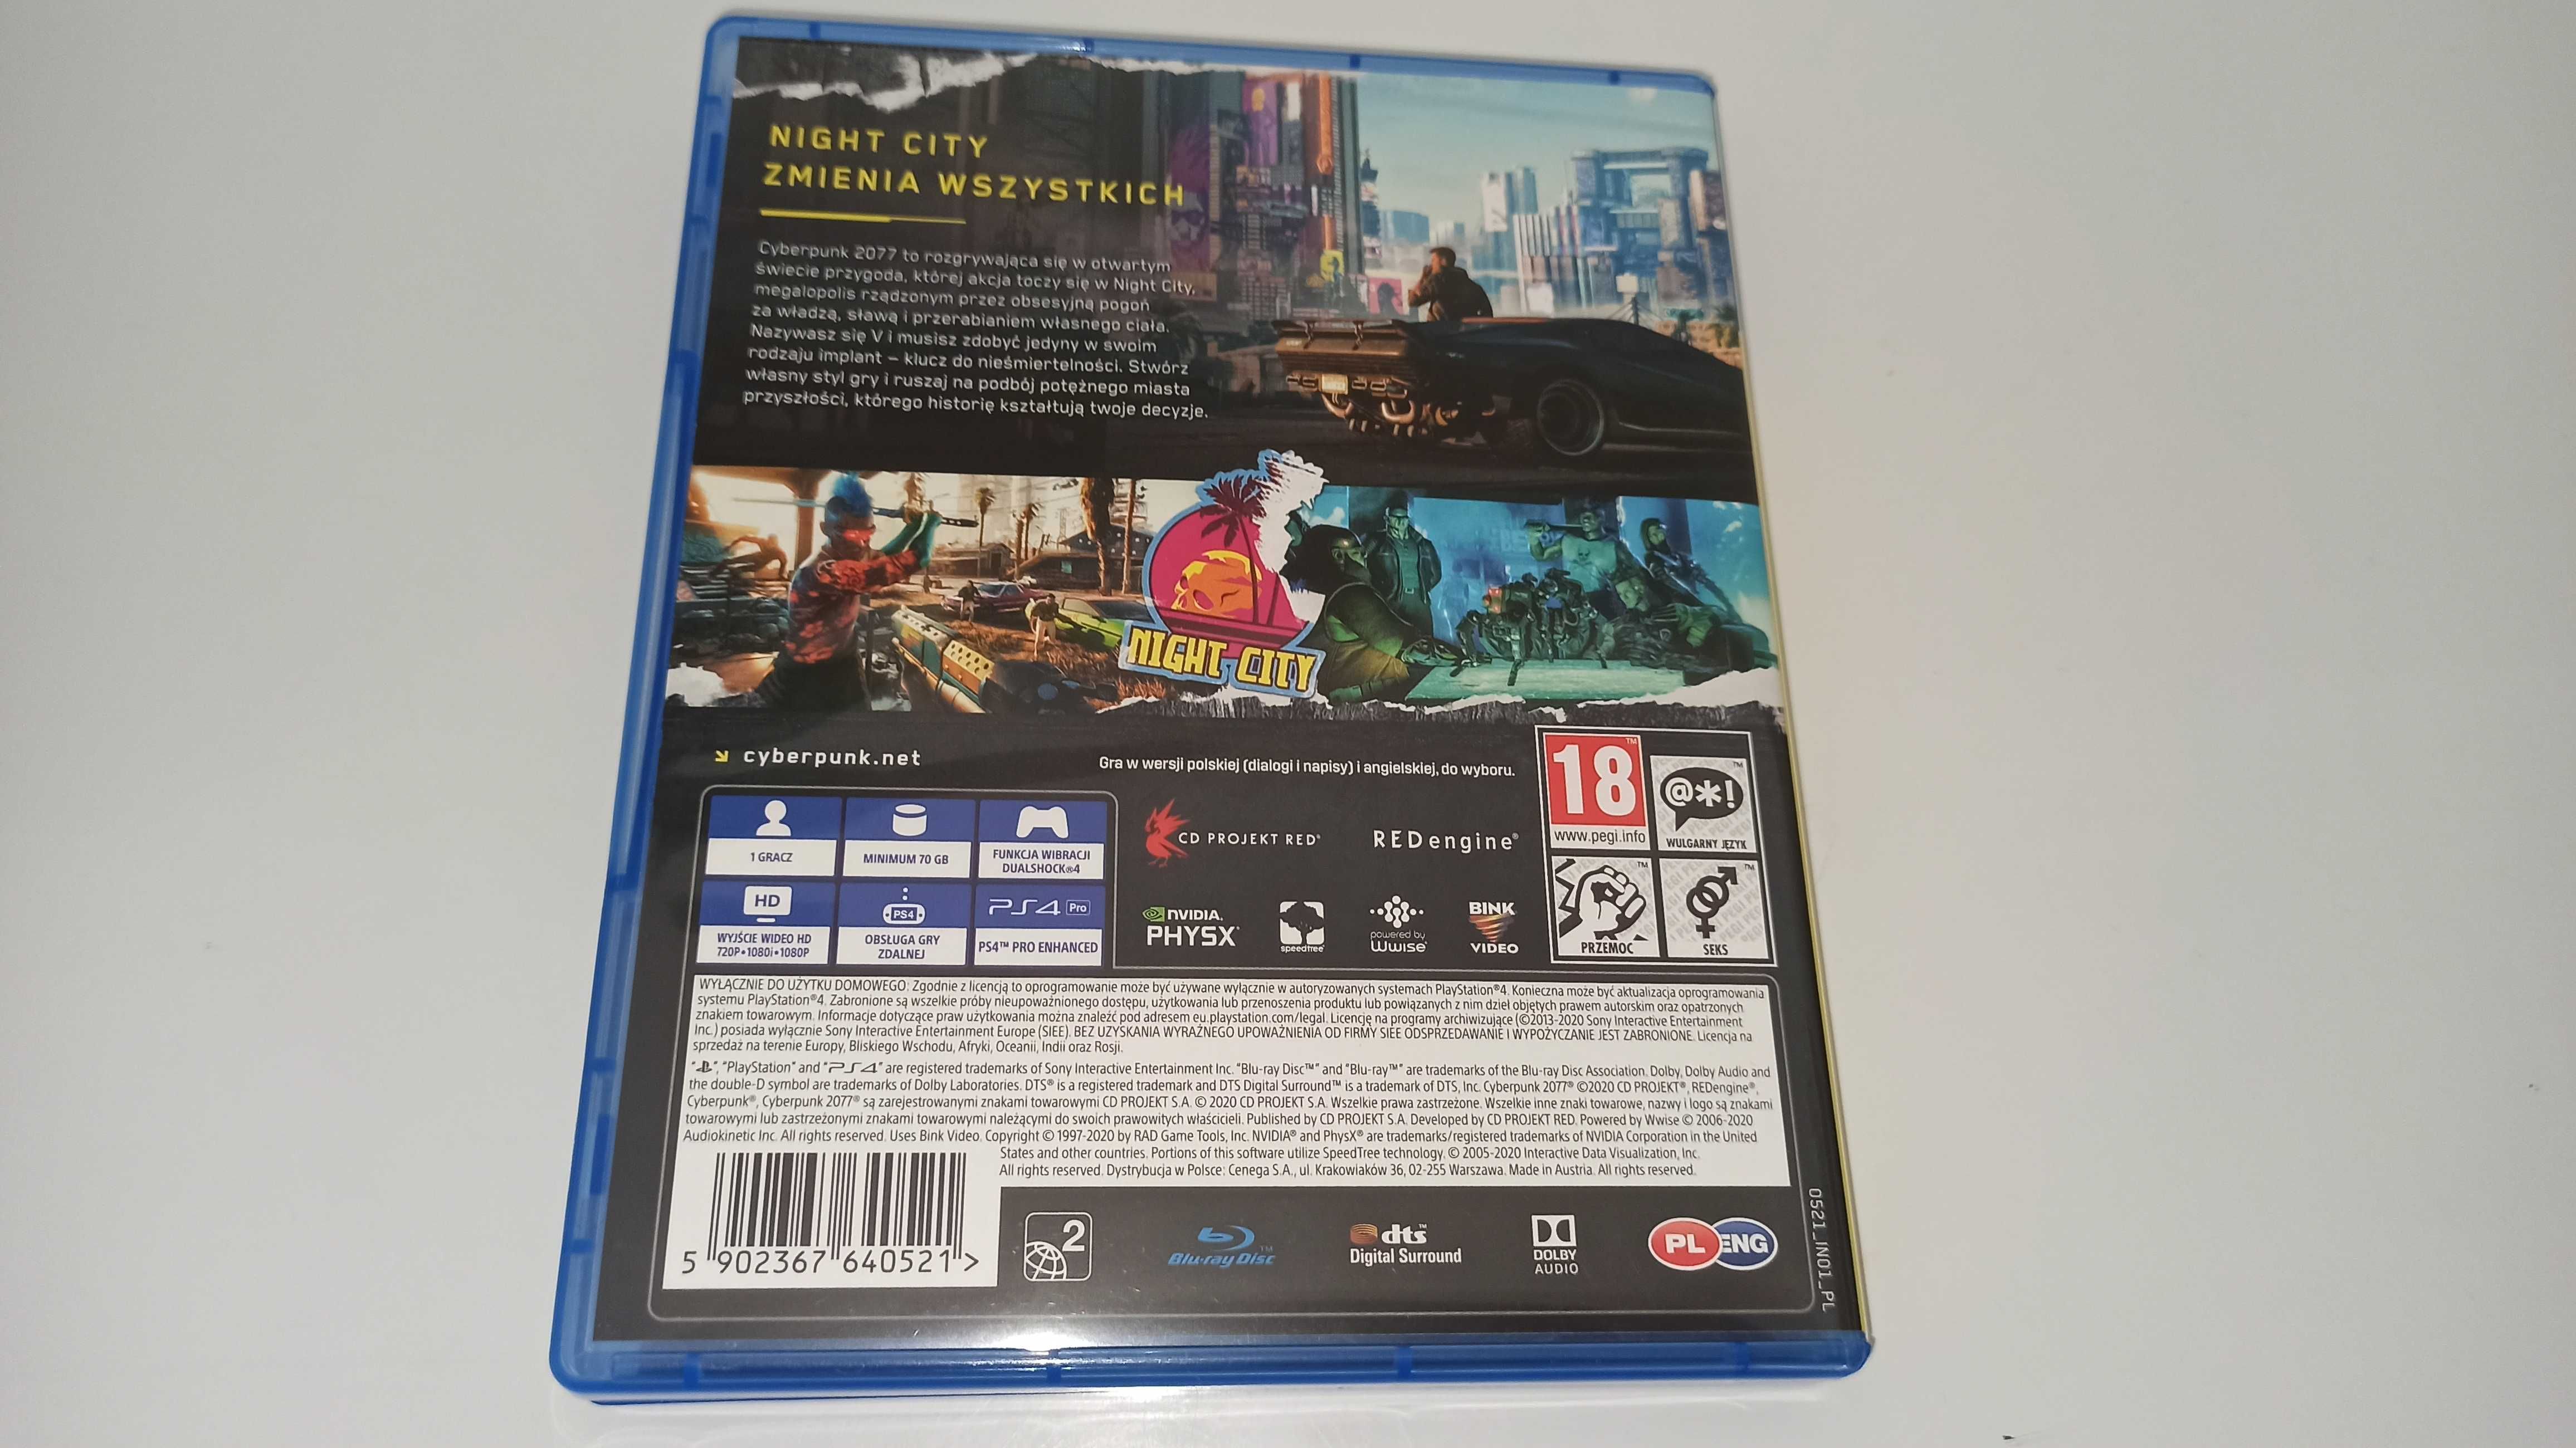 NIGHT CITY
ZMIENIA WSZYSTKICH
Cyberpunk 2077 to rozgrywająca się w otwartym
świecie przygoda, której akcja toczy się w Night City,
megalopolis rządzonym przez obsesyjną pogoń
za władzą, sławą i przerabianiem własnego ciała.
Nazywasz się V i musisz zdobyć jedyny w swoim
rodzaju implant – klucz do nieśmiertelności. Stwórz
własny styl gry i ruszaj na podbój potężnego miasta
przyszłości, którego historię kształtują twoje decyzje.
NIGHT CITY
cyberpunk.net
Gra w wersji polskiej (dialogi i napisy) i angielskiej, do wyboru.
1 GRACZ
MINIMUM 70 GB
FUNKCJA WIBRACJI
DUALSHOCK®4
HD
WYJŚCIE WIDEO HD
720P•1080i•1080P
PS4
OBSŁUGA GRY
ZDALNEJ
PS4 Pro
PS4™ PRO ENHANCED
CD PROJEKT RED®
REDengine®
NVIDIA.
PHYSX®
speedtree®
powered by
Wwise®
BINK
VIDEO
18™
www.pegi.info
@*!™
WULGARNY JĘZYK
™
PRZEMOC
™
SEKS
WYŁĄCZNIE DO UŻYTKU DOMOWEGO: Zgodnie z licencją to oprogramowanie może być używane wyłącznie w autoryzowanych systemach PlayStation®4. Konieczna może być aktualizacja oprogramowania
systemu PlayStation®4. Zabronione są wszelkie próby nieupoważnionego dostępu, użytkowania lub przenoszenia produktu lub powiązanych z nim dzieł objętych prawem autorskim oraz opatrzonych
znakiem towarowym. Informacje dotyczące praw użytkowania można znaleźć pod adresem eu.playstation.com/legal. Licencję na programy archiwizujące (©2013-2020 Sony Interactive Entertainment
Inc.) posiada wyłącznie Sony Interactive Entertainment Europe (SIEE). BEZ UZYSKANIA WYRAŹNEGO UPOWAŻNIENIA OD FIRMY SIEE ODSPRZEDAWANIE I WYPOŻYCZANIE JEST ZABRONIONE. Licencja na
sprzedaż na terenie Europy, Bliskiego Wschodu, Afryki, Oceanii, Indii oraz Rosji.
"", "PlayStation" and "PS4" are registered trademarks of Sony Interactive Entertainment Inc. "Blu-ray Disc™" and "Blu-ray™" are trademarks of the Blu-ray Disc Association. Dolby, Dolby Audio and
the double-D symbol are trademarks of Dolby Laboratories. DTS® is a registered trademark and DTS Digital Surround™ is a trademark of DTS, Inc. Cyberpunk 2077® ©2020 CD PROJEKT®, REDengine®,
Cyberpunk®, Cyberpunk 2077® są zarejestrowanymi znakami towarowymi CD PROJEKT S.A. © 2020 CD PROJEKT S.A. Wszelkie prawa zastrzeżone. Wszelkie inne znaki towarowe, nazwy i logo są znakami
towarowymi lub zastrzeżonymi znakami towarowymi należącymi do swoich prawowitych właścicieli. Published by CD PROJEKT S.A. Developed by CD PROJEKT RED. Powered by Wwise © 2006-2020
Audiokinetic Inc. All rights reserved. Uses Bink Video. Copyright © 1997-2020 by RAD Game Tools, Inc. NVIDIA® and PhysX® are trademarks/registered trademarks of NVIDIA Corporation in the United
States and other countries. Portions of this software utilize SpeedTree technology. © 2005-2020 Interactive Data Visualization, Inc.
All rights reserved. Dystrybucja w Polsce: Cenega S.A., ul. Krakowiaków 36, 02-255 Warszawa. Made in Austria. All rights reserved.
5 902367 640521 >
2
Blu-ray Disc™
dts™
Digital Surround
DOLBY
AUDIO
PL ENG
0521_IN01_PL